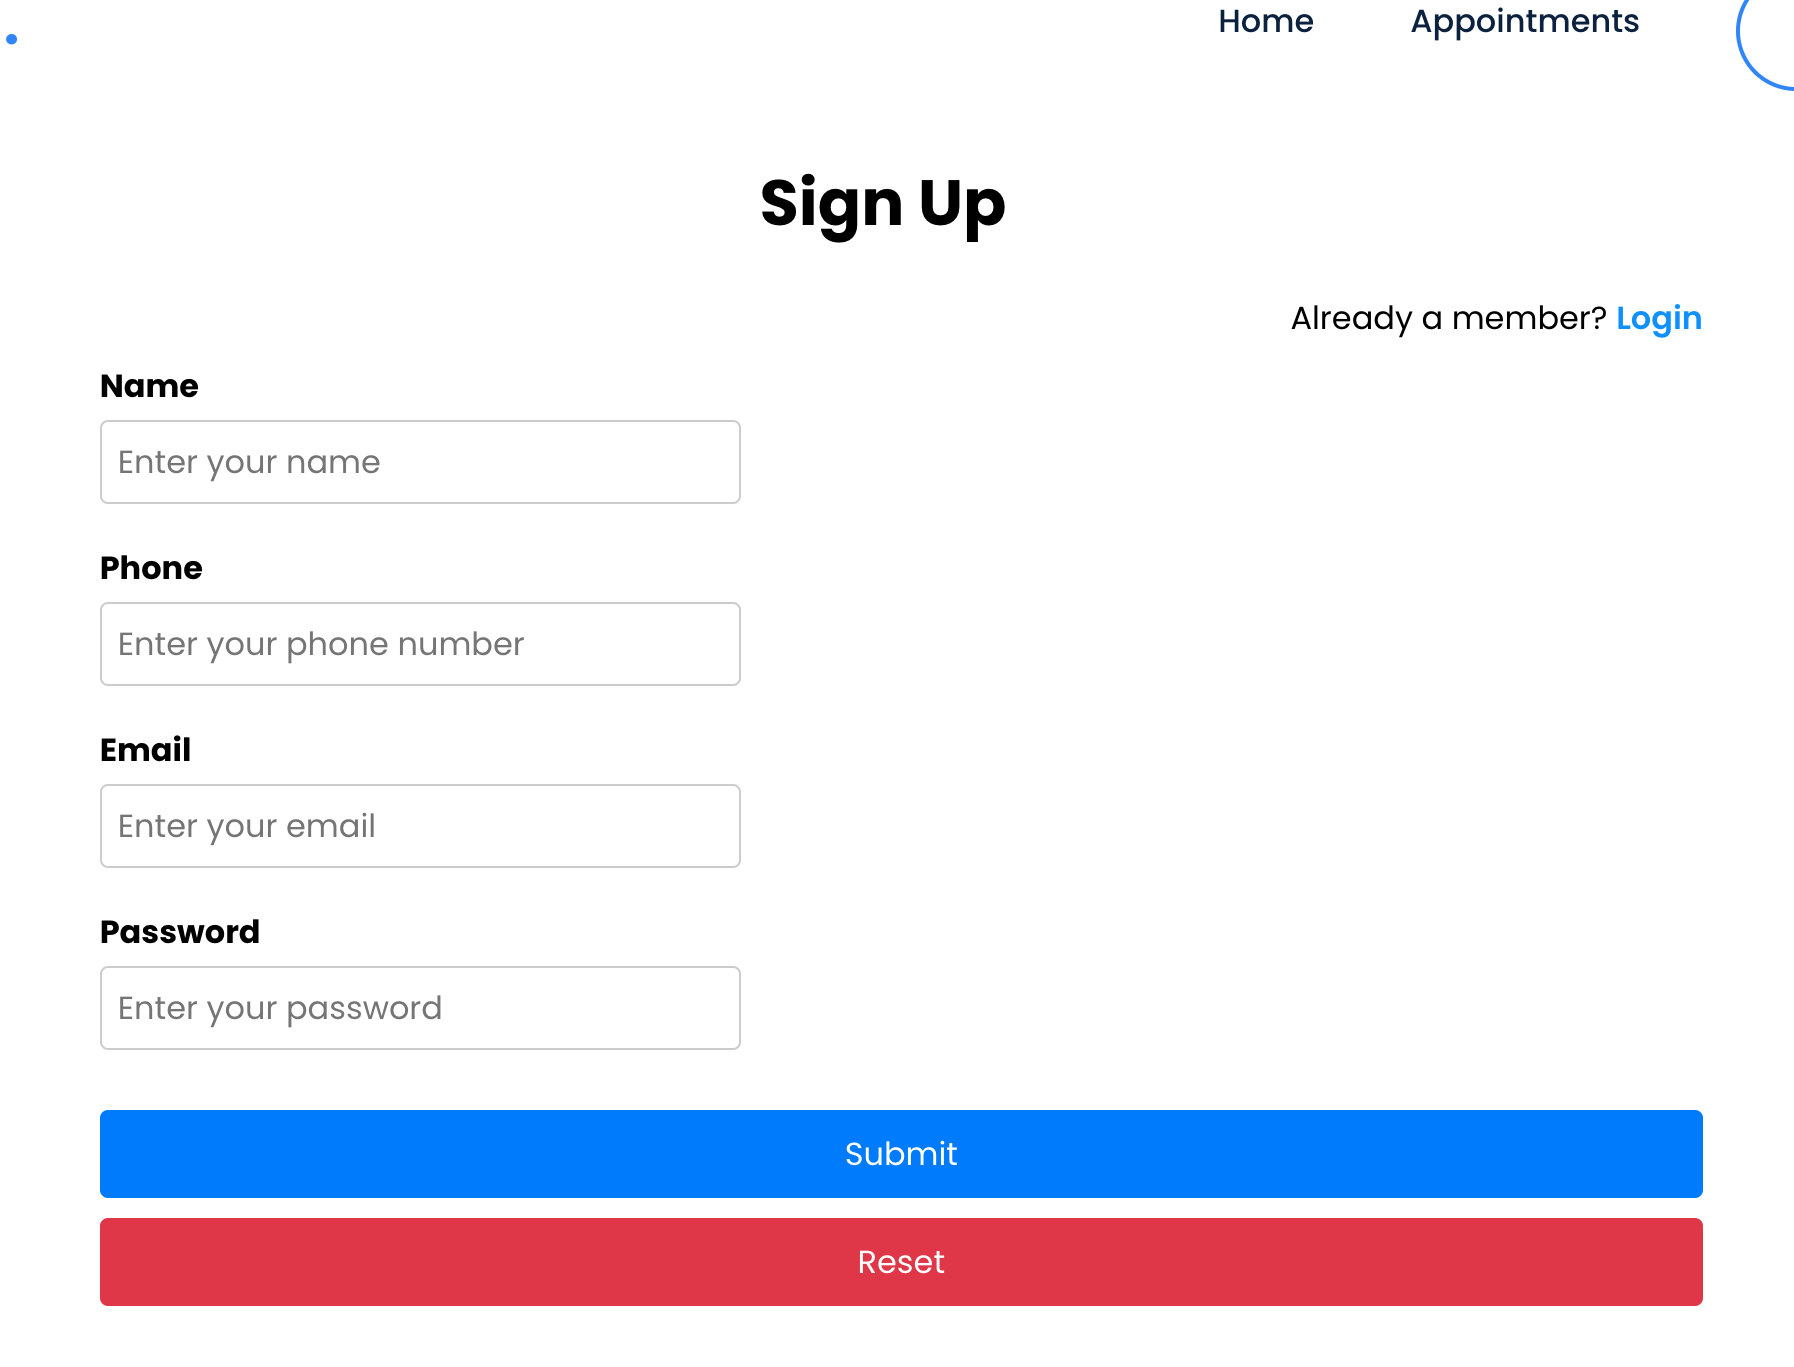 Home Appointments
Sign Up
Already a member? Login
Name
Enter your name
Phone
Enter your phone number
Email
Enter your email
Password
Enter your password
Submit
Reset